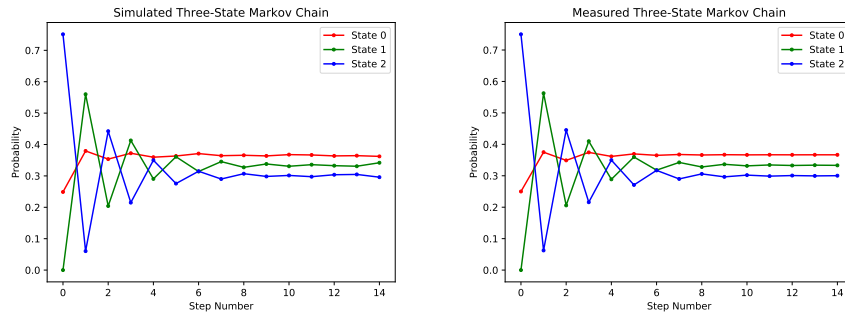 Simulated Three-State Markov Chain
Probability
0.7
0.6
0.5
0.4
0.3
0.2
0.1
0.0
State 0
State 1
State 2
0 2 4 6 8 10 12 14
Step Number
Measured Three-State Markov Chain
Probability
0.7
0.6
0.5
0.4
0.3
0.2
0.1
0.0
State 0
State 1
State 2
0 2 4 6 8 10 12 14
Step Number